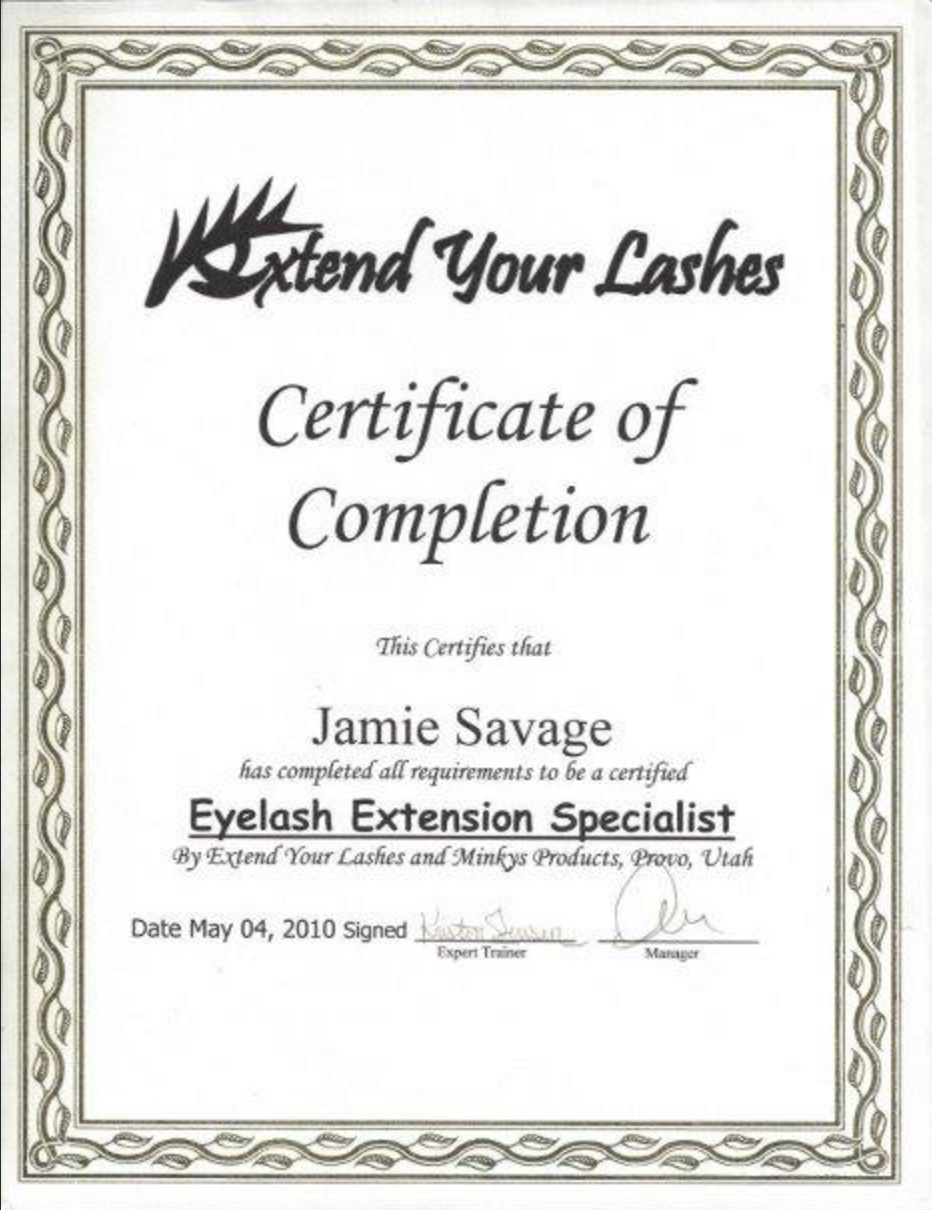 Extend Your Lashes
Certificate of
Completion
This Certifies that
Jamie Savage
has completed all requirements to be a certified
Eyelash Extension Specialist
By Extend Your Lashes and Minkys Products, Provo, Utah
Date May 04, 2010 Signed
Expert Trainer
Manager